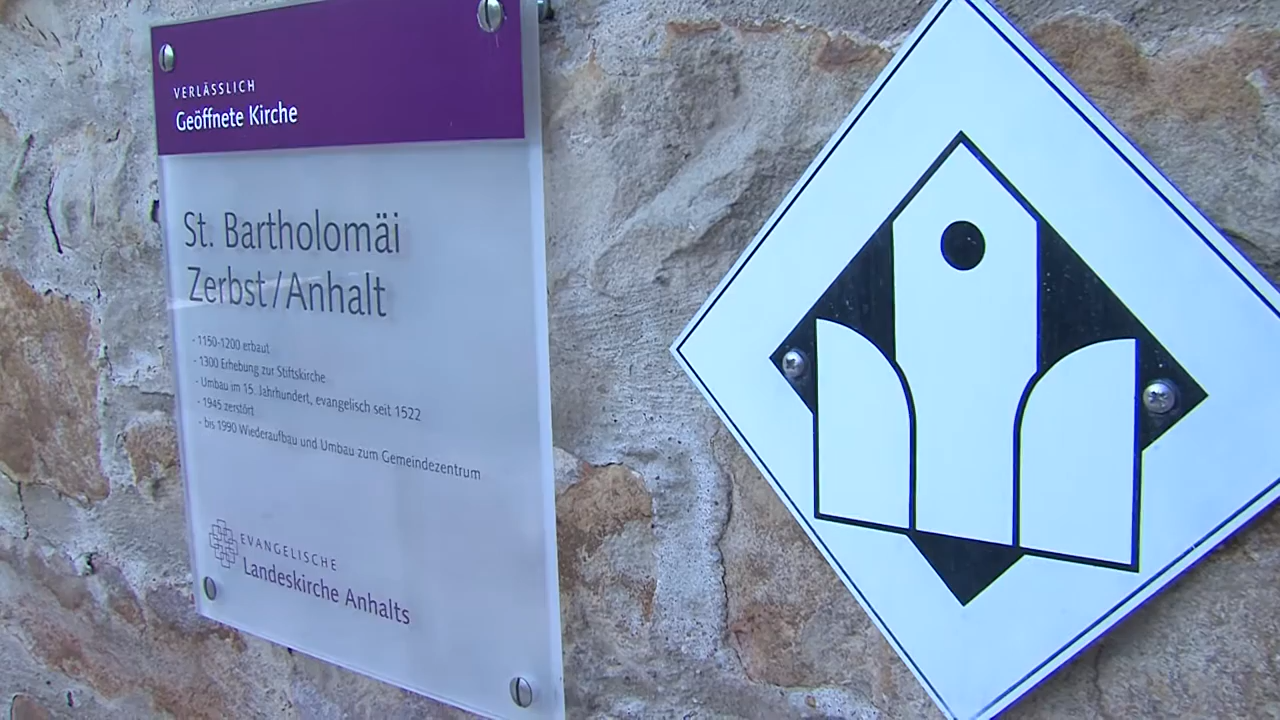 VERLÄSSLICH
Geöffnete Kirche
St. Bartholomäi
Zerbst/Anhalt
- 1150-1200 erbaut
- 1300 Erhebung zur Stiftskirche
- Umbau im 15. Jahrhundert, evangelisch seit 1522
- 1945 zerstört
- bis 1990 Wiederaufbau und Umbau zum Gemeindezentrum
EVANGELISCHE
Landeskirche Anhalts